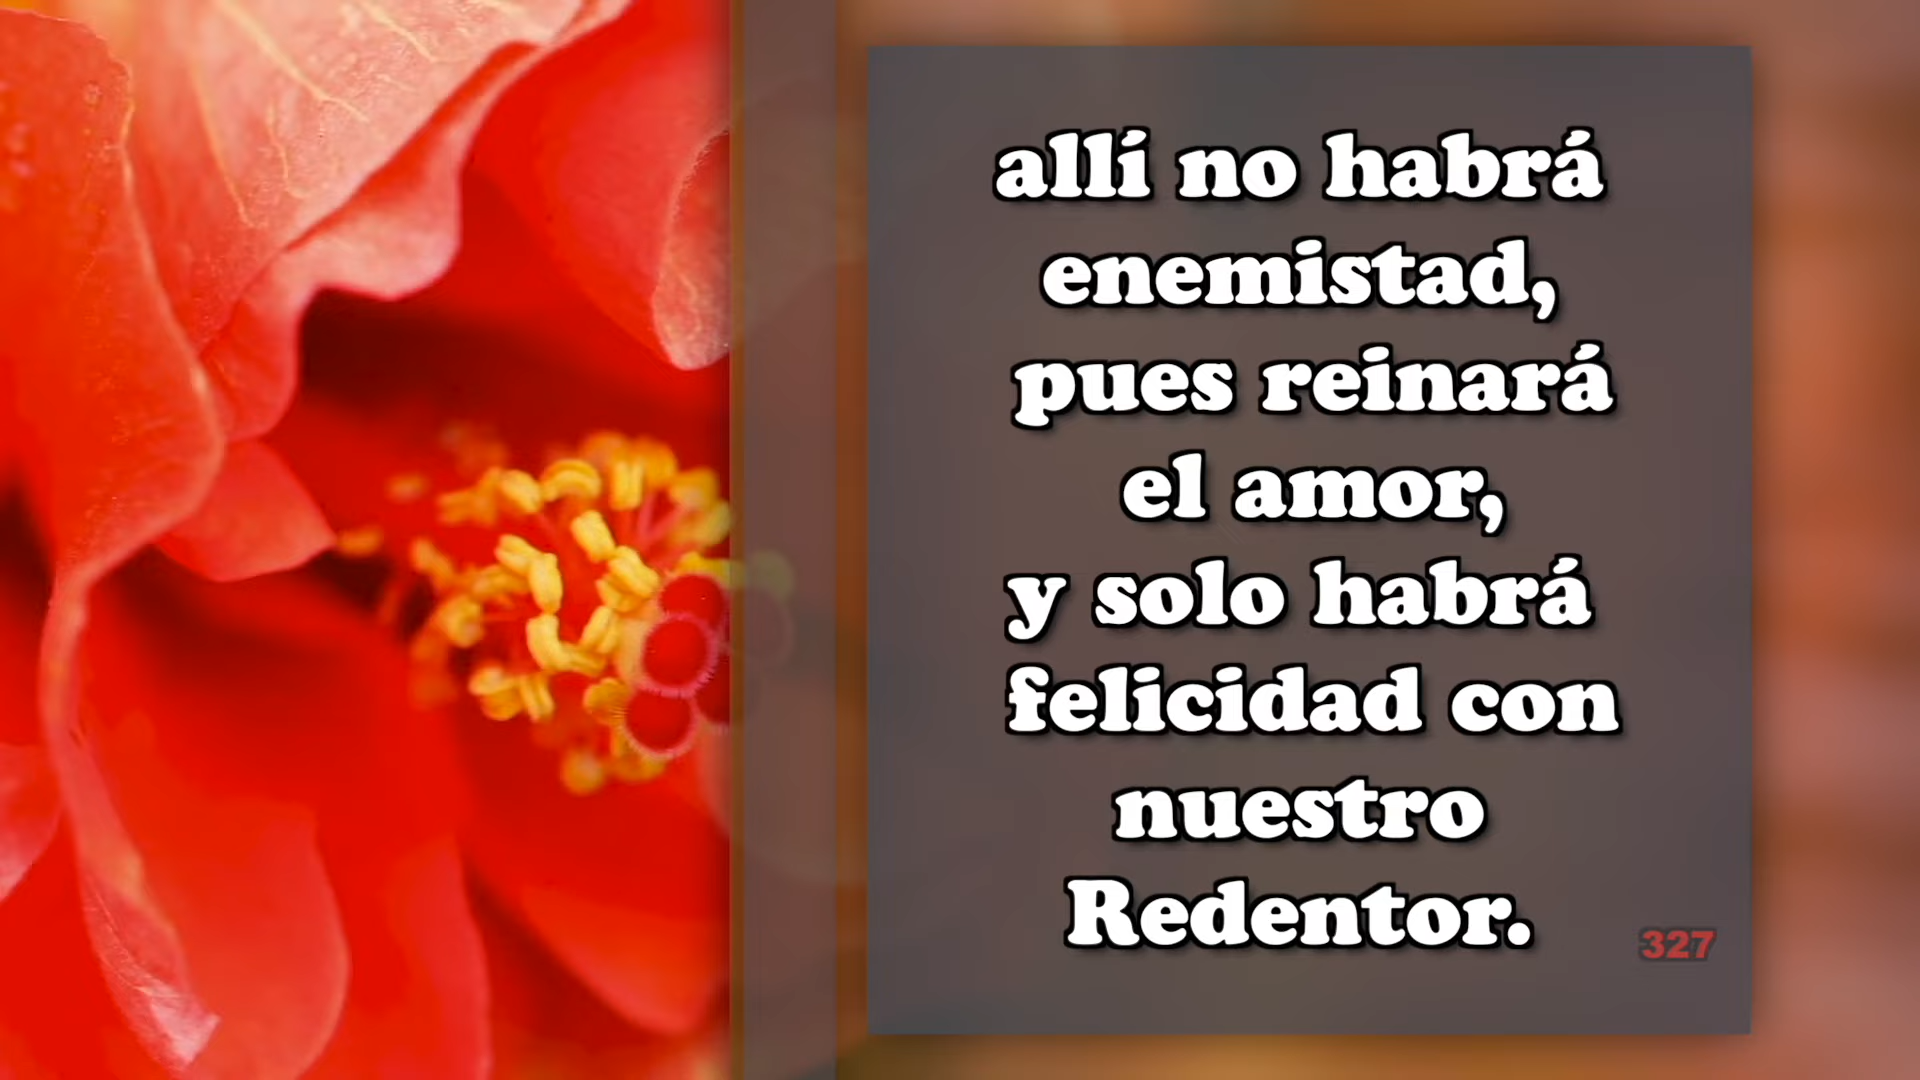 allí no habrá
enemistad,
pues reinará
el amor,
y solo habrá
felicidad con
nuestro
Redentor.
327